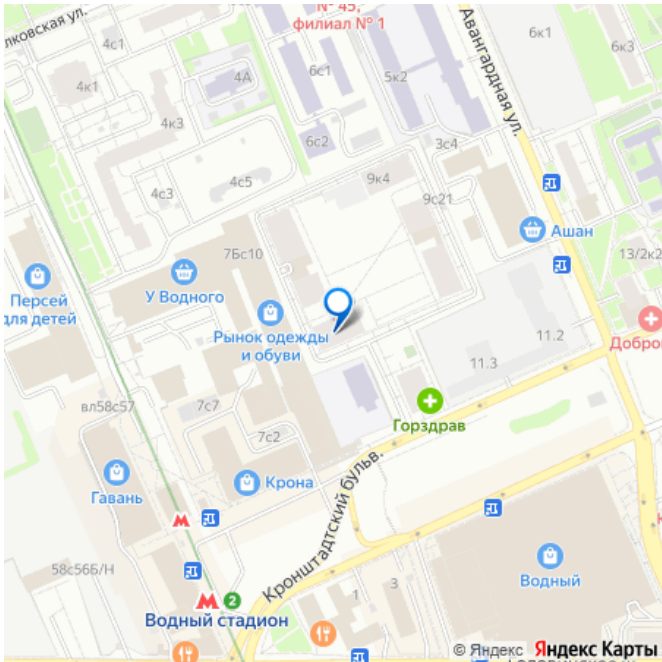 № 45,
филиал № 1
лковская ул.
4с1
6к1
6к3
4А
6с1
5к2
4к1
Авангардная ул.
4к3
6с2
3с4
4с3
4с5
9к4
9с21
Ашан
7Бс10
13/2к2
Персей
для детей
У Водного
Рынок одежды
и обуви
11.2
11.3
Добро
вл58с57
7с7
Горздрав
7с2
Гавань
Крона
Кронштадтский бульв.
58с56Б/Н
Водный
3
1
2
Водный стадион
© Яндекс Яндекс Карты